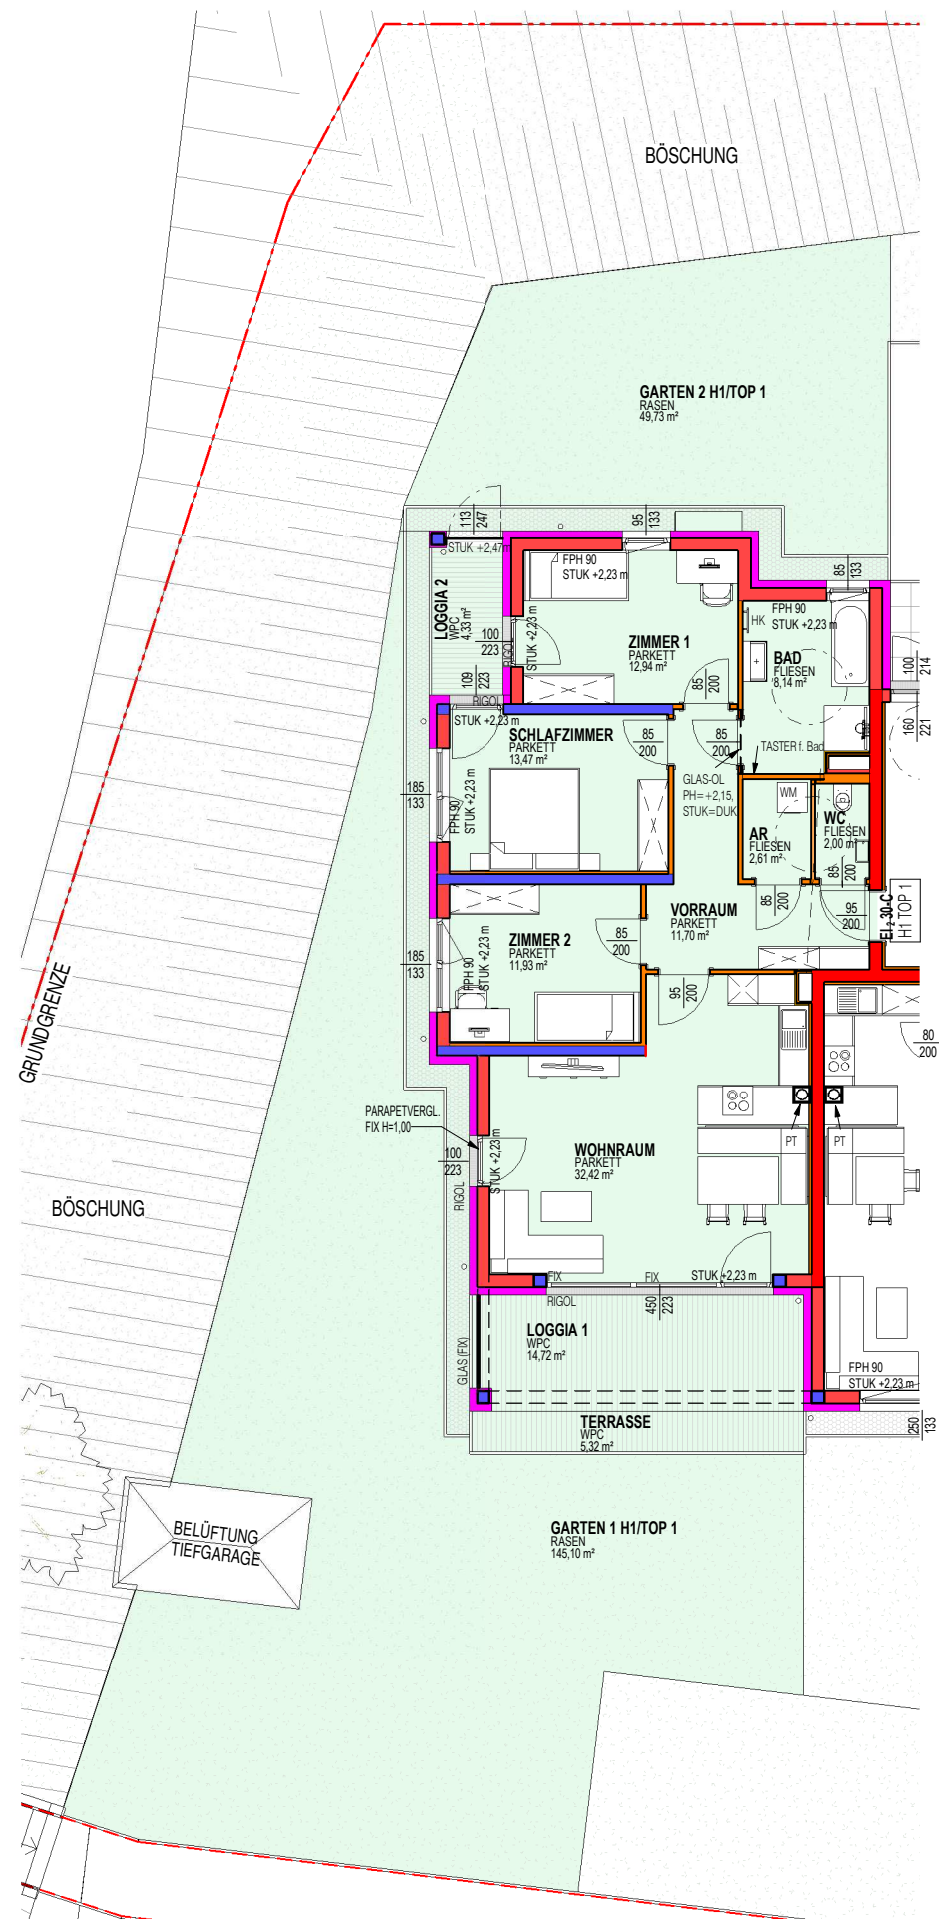 BÖSCHUNG
GARTEN 2 H1/TOP 1
RASEN
49,73 m²
113
247
STUK +2,47m
95
133
FPH 90
STUK +2,23 m
85
133
LOGGIA 2
WPC
4,33 m²
100
223
RIGOL
STUK +2,23 m
ZIMMER 1
PARKETT
12,94 m²
HK
FPH 90
STUK +2,23 m
BAD
FLIESEN
8,14 m²
100
214
109
223
RIGOL
STUK +2,23 m
85
200
160
221
SCHLAFZIMMER
PARKETT
13,47 m²
85
200
85
200
TASTER f. Bad
185
133
FPH 90
STUK +2,23 m
GLAS-OL
PH=+2,15,
STUK=DUK
WM
AR
FLIESEN
2,61 m²
WC
FLIESEN
2,00 m²
85
200
85
200
95
200
EI₂ 30-C
H1 TOP 1
VORRAUM
PARKETT
11,70 m²
ZIMMER 2
PARKETT
11,93 m²
85
200
185
133
FPH 90
STUK +2,23 m
95
200
80
200
GRUNDGRENZE
PARAPETVERGL.
FIX H=1,00
100
223
RIGOL
STUK +2,23 m
WOHNRAUM
PARKETT
32,42 m²
PT
PT
BÖSCHUNG
FIX
FIX
STUK +2,23 m
RIGOL
450
223
GLAS (FIX)
LOGGIA 1
WPC
14,72 m²
FPH 90
STUK +2,23 m
TERRASSE
WPC
5,32 m²
250
133
BELÜFTUNG
TIEFGARAGE
GARTEN 1 H1/TOP 1
RASEN
145,10 m²